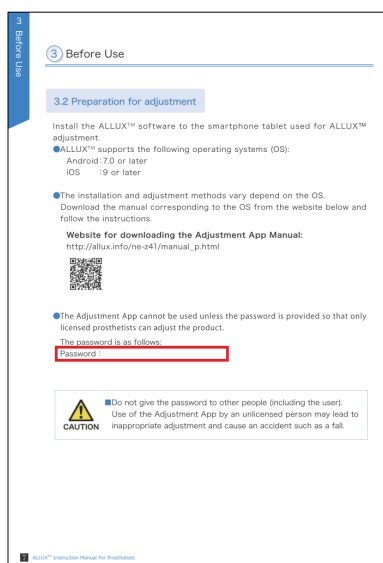 3
Before Use
3 Before Use
3.2 Preparation for adjustment
Install the ALLUX™ software to the smartphone tablet used for ALLUX™
adjustment.
●ALLUX™ supports the following operating systems (OS):
Android:7.0 or later
iOS :9 or later
●The installation and adjustment methods vary depend on the OS.
Download the manual corresponding to the OS from the website below and
follow the instructions.
Website for downloading the Adjustment App Manual:
http://allux.info/ne-z41/manual_p.html
●The Adjustment App cannot be used unless the password is provided so that only
licensed prosthetists can adjust the product.
The password is as follows:
Password :
CAUTION
■Do not give the password to other people (including the user).
Use of the Adjustment App by an unlicensed person may lead to
inappropriate adjustment and cause an accident such as a fall.
7 ALLUX™ Instruction Manual For Prosthetists